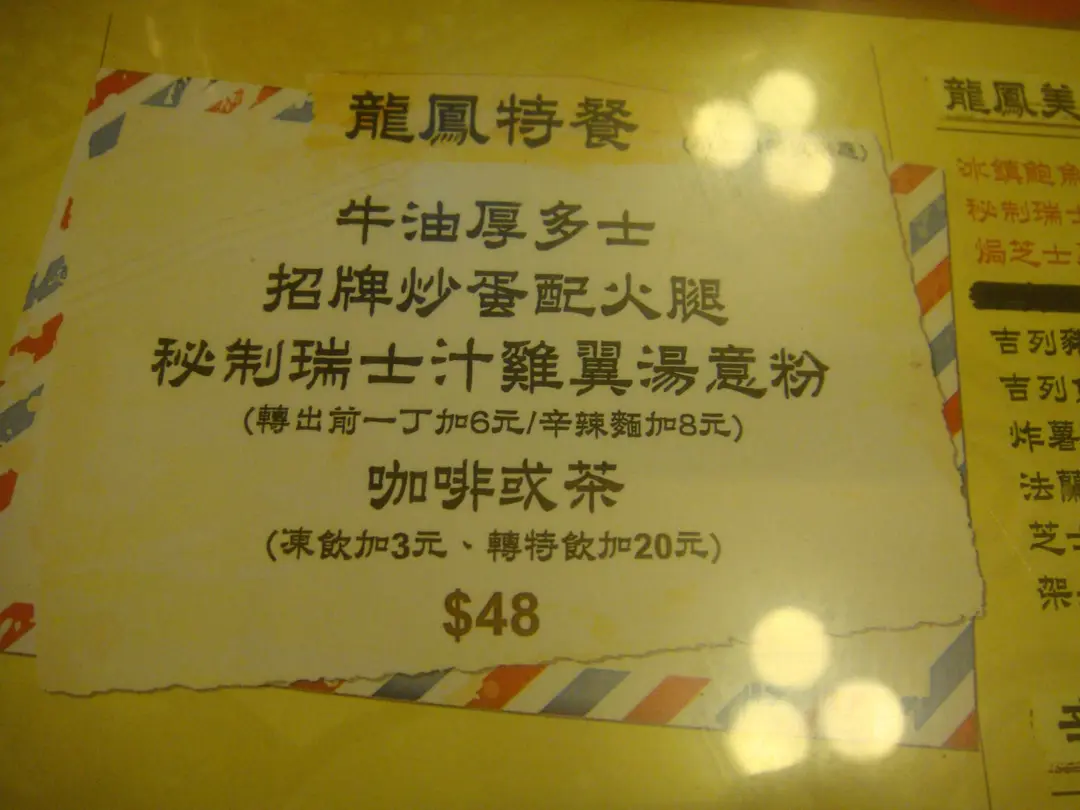 龍鳳特餐
牛油厚多士
招牌炒蛋配火腿
秘制瑞士汁雞翼湯意粉
(轉出前一丁加6元/辛辣麵加8元)
咖啡或茶
(凍飲加3元、轉特飲加20元)
$48
龍鳳美
冰鎮鮑魚
秘制瑞士
焗芝士
吉列豬
吉列
炸薯
法蘭
芝士
架